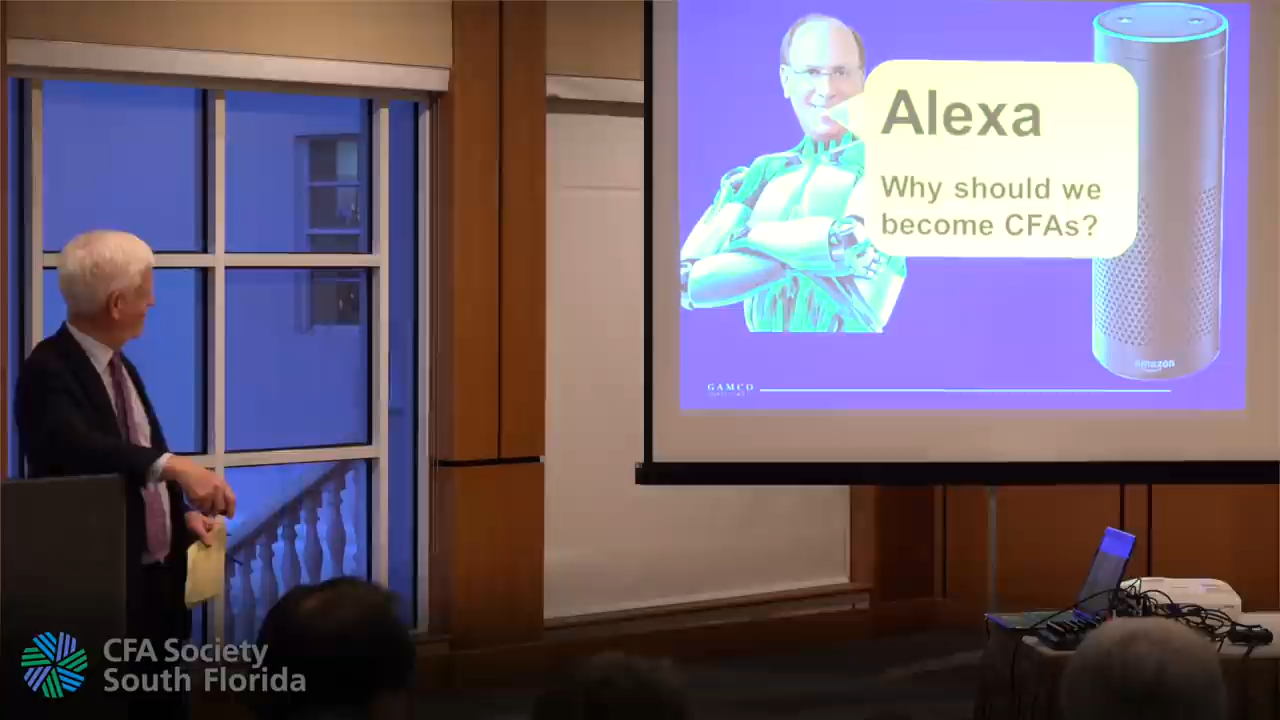 Alexa
Why should we
become CFAs?
amazon
GAMCO
CFA Society
South Florida